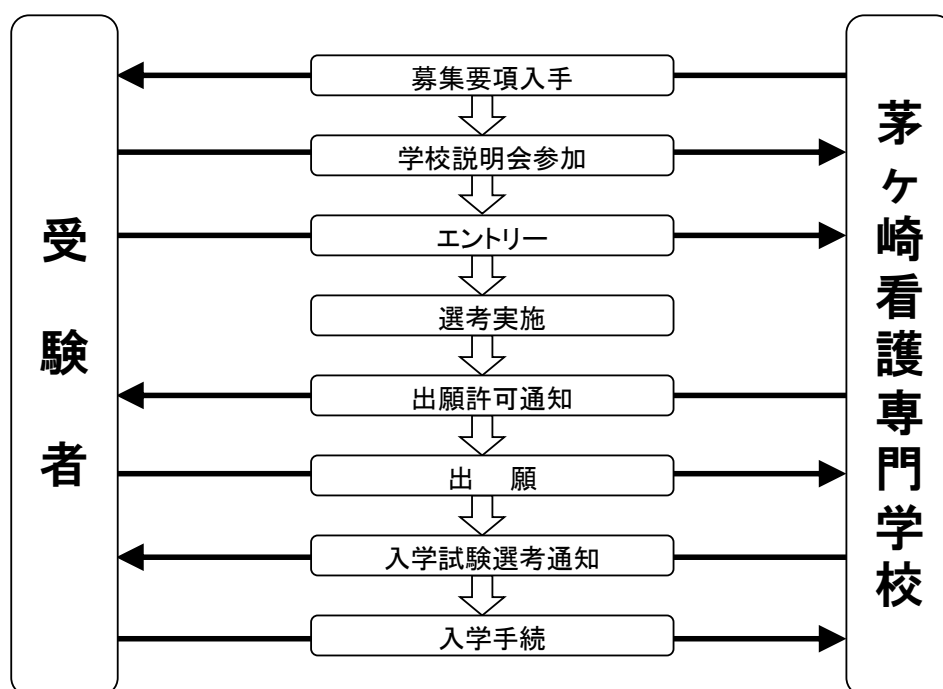 受験者
募集要項入手
学校説明会参加
エントリー
選考実施
出願許可通知
出　願
入学試験選考通知
入学手続
茅ヶ崎看護専門学校